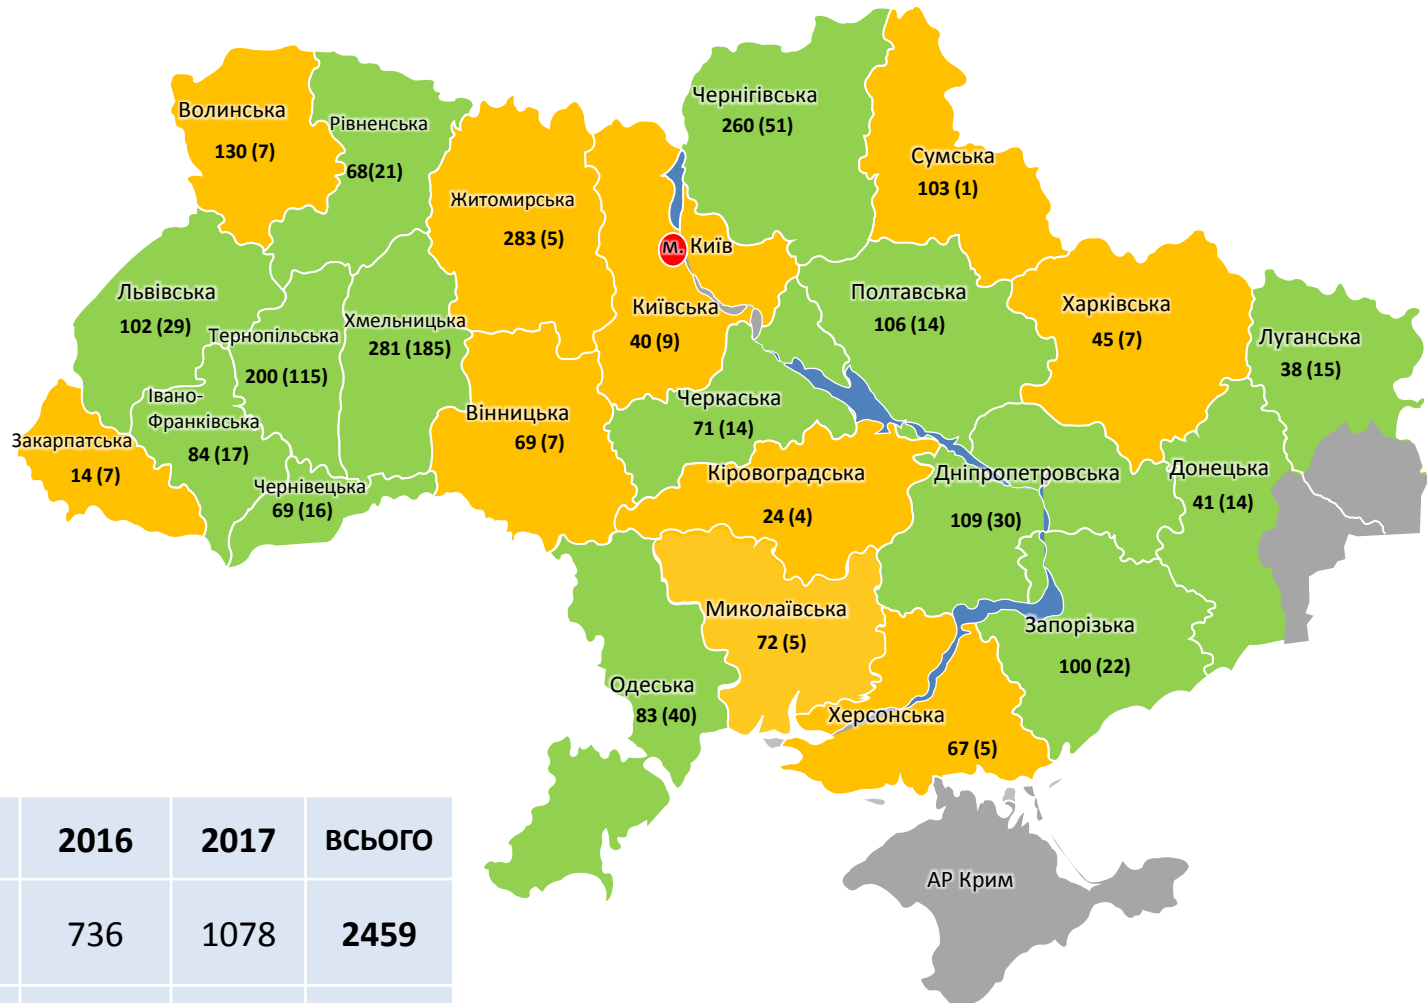 Чернігівська
260 (51)
Волинська
130 (7)
Рівненська
68(21)
Сумська
103 (1)
Житомирська
283 (5)
м. Київ
Київська
40 (9)
Полтавська
106 (14)
Харківська
45 (7)
Луганська
38 (15)
Львівська
102 (29)
Тернопільська
200 (115)
Хмельницька
281 (185)
Івано-
Франківська
84 (17)
Закарпатська
14 (7)
Чернівецька
69 (16)
Вінницька
69 (7)
Черкаська
71 (14)
Кіровоградська
24 (4)
Дніпропетровська
109 (30)
Донецька
41 (14)
Миколаївська
72 (5)
Запорізька
100 (22)
Одеська
83 (40)
Херсонська
67 (5)
АР Крим
2016 2017 ВСЬОГО
736 1078 2459